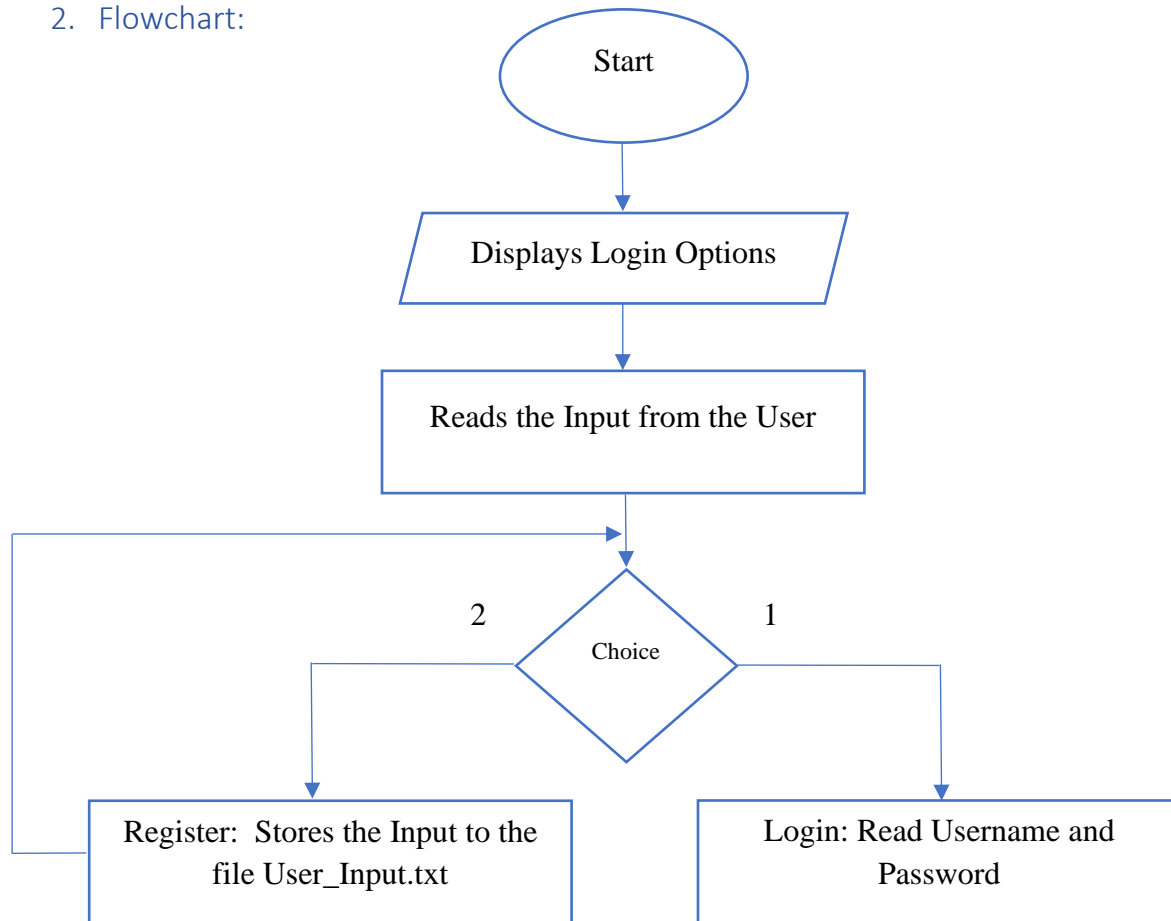 2. Flowchart:
Start
Displays Login Options
Reads the Input from the User
2
1
Choice
Register: Stores the Input to the
file User_Input.txt
Login: Read Username and
Password